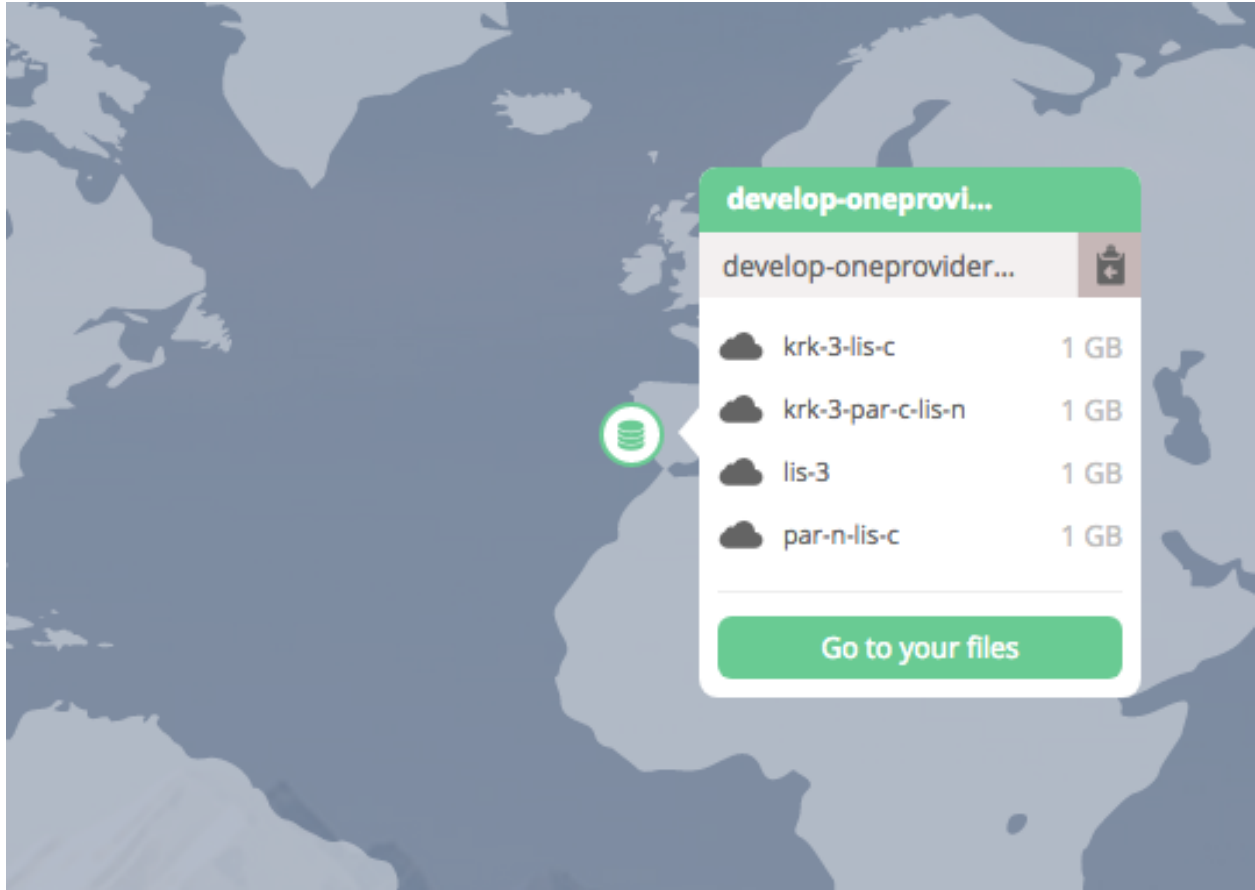 develop-oneprovi...
develop-oneprovider...
krk-3-lis-c 1 GB
krk-3-par-c-lis-n 1 GB
lis-3 1 GB
par-n-lis-c 1 GB
Go to your files